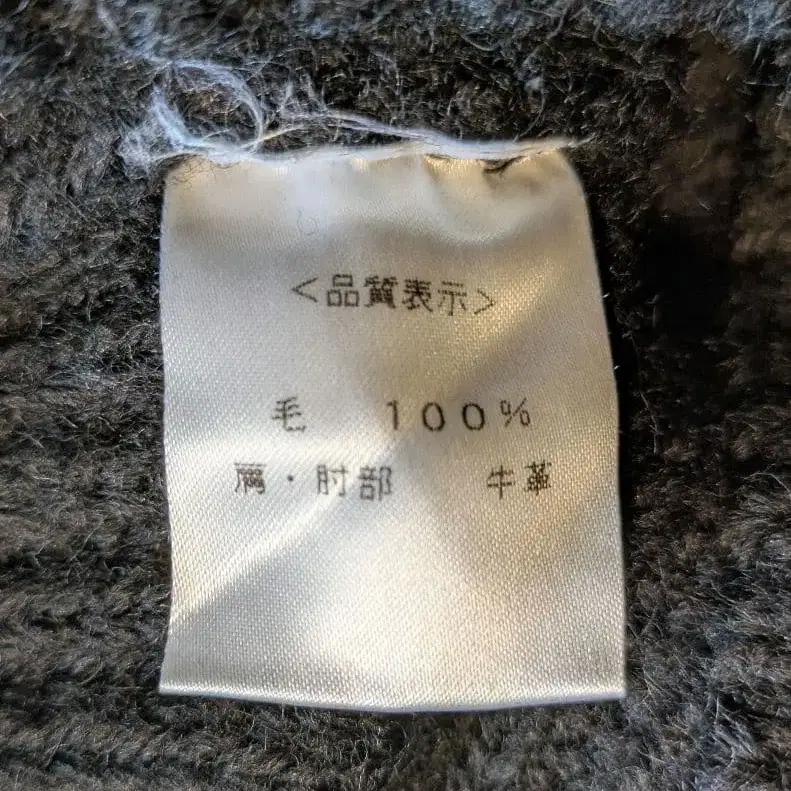 <品質表示>
毛 100%
肩・肘部 牛革